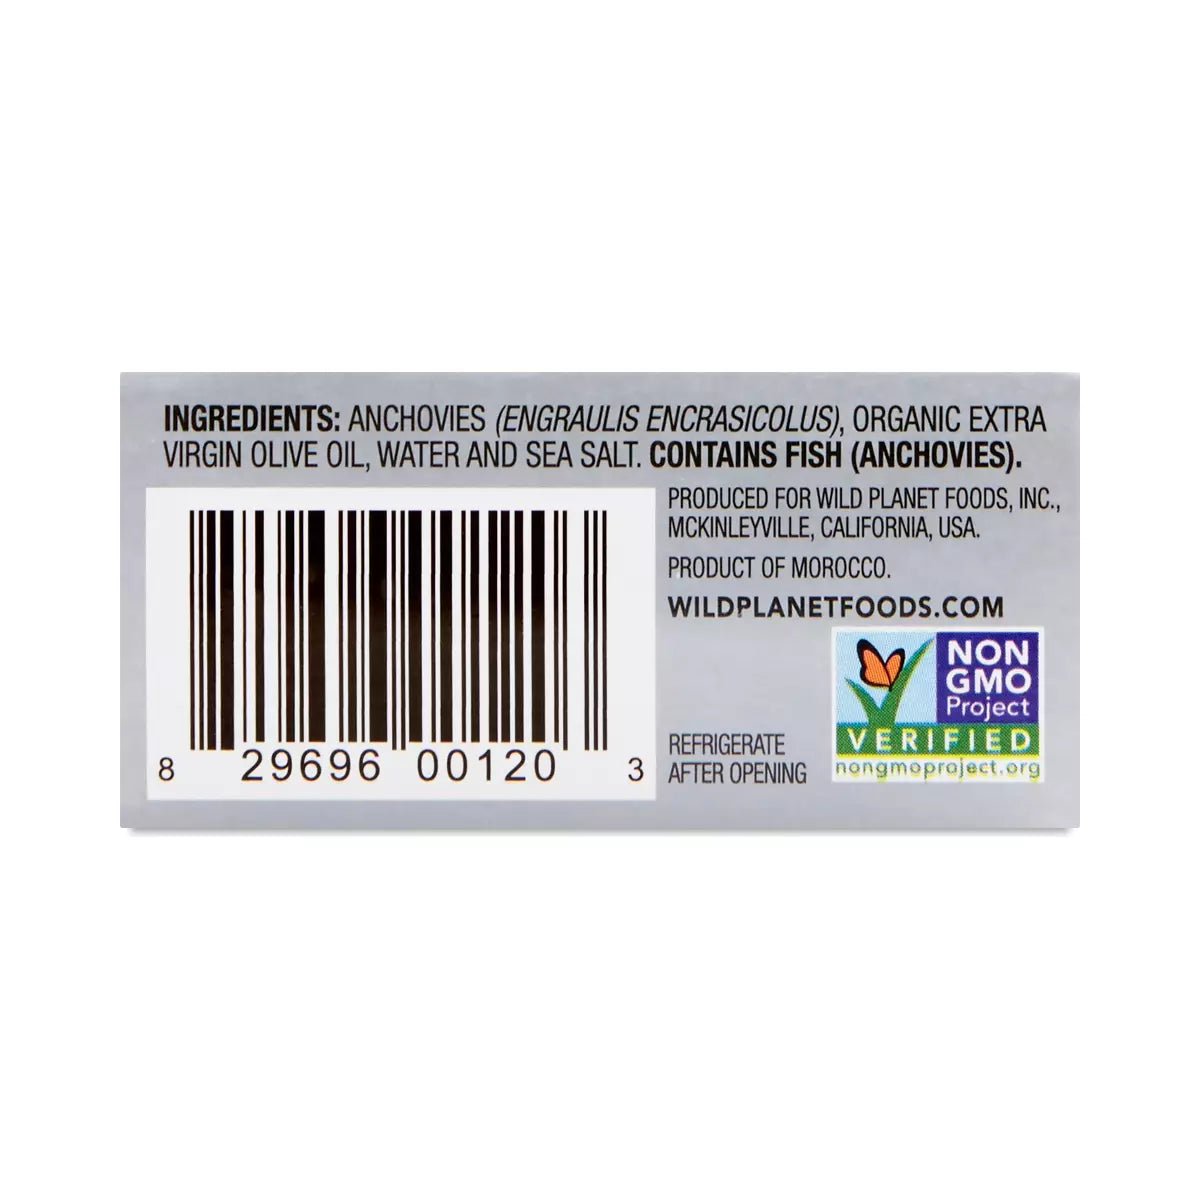 INGREDIENTS: ANCHOVIES (ENGRAULIS ENCRASICOLUS), ORGANIC EXTRA
VIRGIN OLIVE OIL, WATER AND SEA SALT. CONTAINS FISH (ANCHOVIES).
PRODUCED FOR WILD PLANET FOODS, INC.,
MCKINLEYVILLE, CALIFORNIA, USA.
PRODUCT OF MOROCCO.
WILDPLANETFOODS.COM
NON
GMO
Project
VERIFIED
nongmoproject.org
REFRIGERATE
AFTER OPENING
8 29696 00120 3